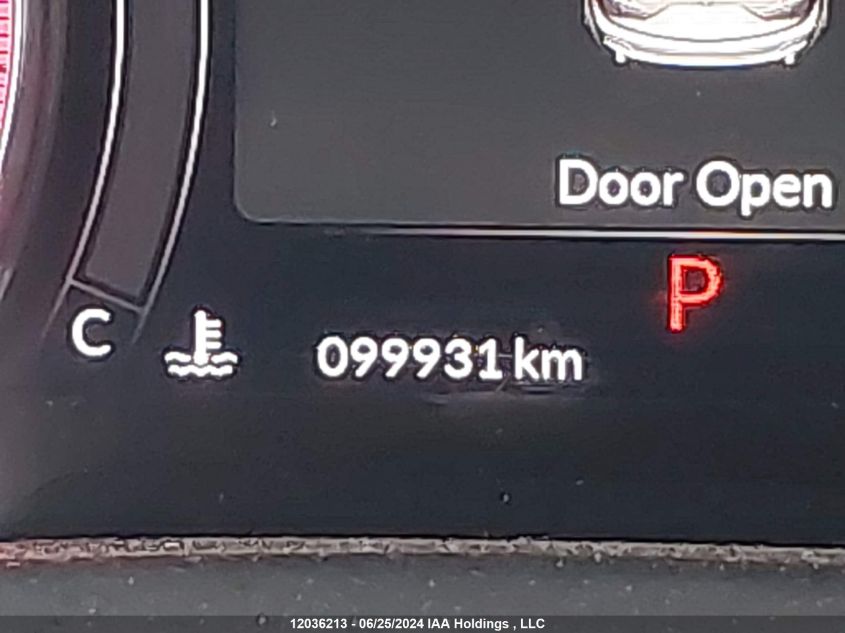 Door Open
P
C
099931 km
12036213 - 06/25/2024 IAA Holdings , LLC